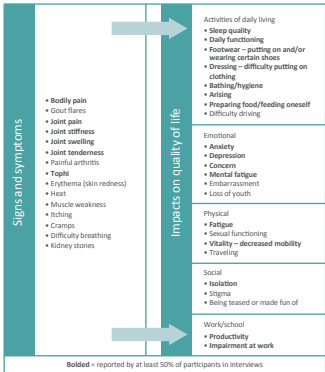 Signs and symptoms
• Bodily pain
• Gout flares
• Joint pain
• Joint stiffness
• Joint swelling
• Joint tenderness
• Painful arthritis
• Tophi
• Erythema (skin redness)
• Heat
• Muscle weakness
• Itching
• Cramps
• Difficulty breathing
• Kidney stones
Impacts on quality of life
Activities of daily living
• Sleep quality
• Daily functioning
• Footwear – putting on and/or
wearing certain shoes
• Dressing – difficulty putting on
clothing
• Bathing/hygiene
• Arising
• Preparing food/feeding oneself
• Difficulty driving
Emotional
• Anxiety
• Depression
• Concern
• Mental fatigue
• Embarrassment
• Loss of youth
Physical
• Fatigue
• Sexual functioning
• Vitality – decreased mobility
• Traveling
Social
• Isolation
• Stigma
• Being teased or made fun of
Work/school
• Productivity
• Impairment at work
Bolded = reported by at least 50% of participants in interviews